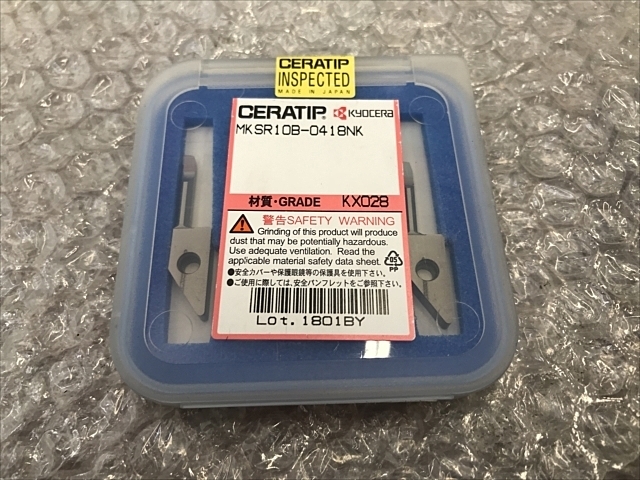 CERATIP
INSPECTED
MADE IN JAPAN
CERATIP KYOCERA
MKSR10B-0418NK
材質・GRADE KX028
警告SAFETY WARNING
Grinding of this product will produce
dust that may be potentially hazardous.
Use adequate ventilation. Read the
applicable material safety data sheet.
05
PP
●安全カバーや保護眼鏡等の保護具を使用下さい。
●ご使用に際しては、安全パンフレットをご参照下さい。
Lot.1801BY